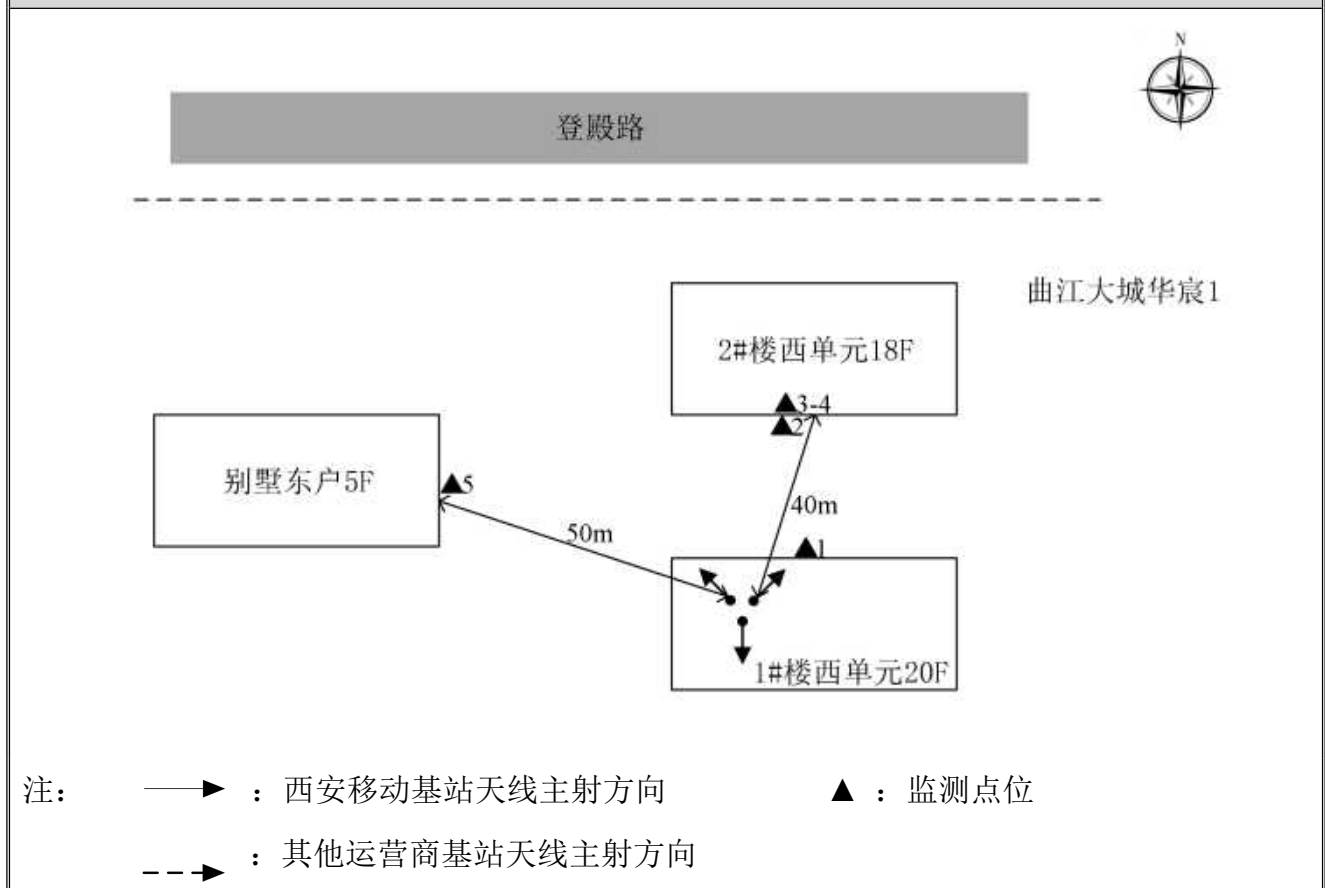 N
登殿路
曲江大城华宸1
2#楼西单元18F
▲3-4
▲2
别墅东户5F
▲5
40m
50m
▲1
1#楼西单元20F
注： ：西安移动基站天线主射方向 ▲ ：监测点位
：其他运营商基站天线主射方向